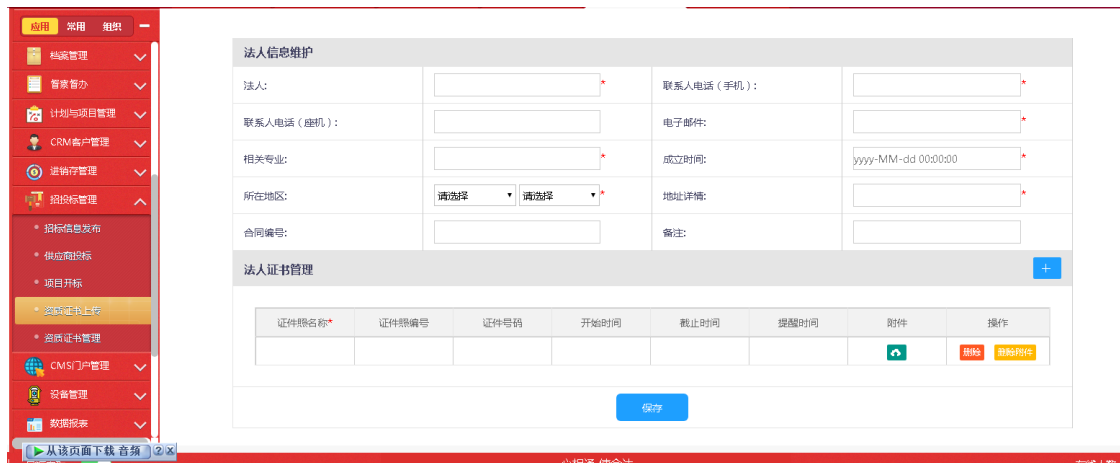 应用 常用 组织
档案管理
督察督办
计划与项目管理
CRM客户管理
进销存管理
招投标管理
招标信息发布
供应商投标
项目开标
资质证书上传
资质证书管理
CMS门户管理
设备管理
数据报表
从该页面下载 音频 ? x
法人信息维护
法人: * 联系人电话(手机): *
联系人电话(座机): 电子邮件: *
相关专业: * 成立时间: yyyy-MM-dd 00:00:00 *
所在地区: 请选择 请选择 * 地址详情: *
合同编号: 备注:
法人证书管理 +
证件照名称* 证件照编号 证件号码 开始时间 截止时间 提醒时间 附件 操作
删除 删除附件
保存